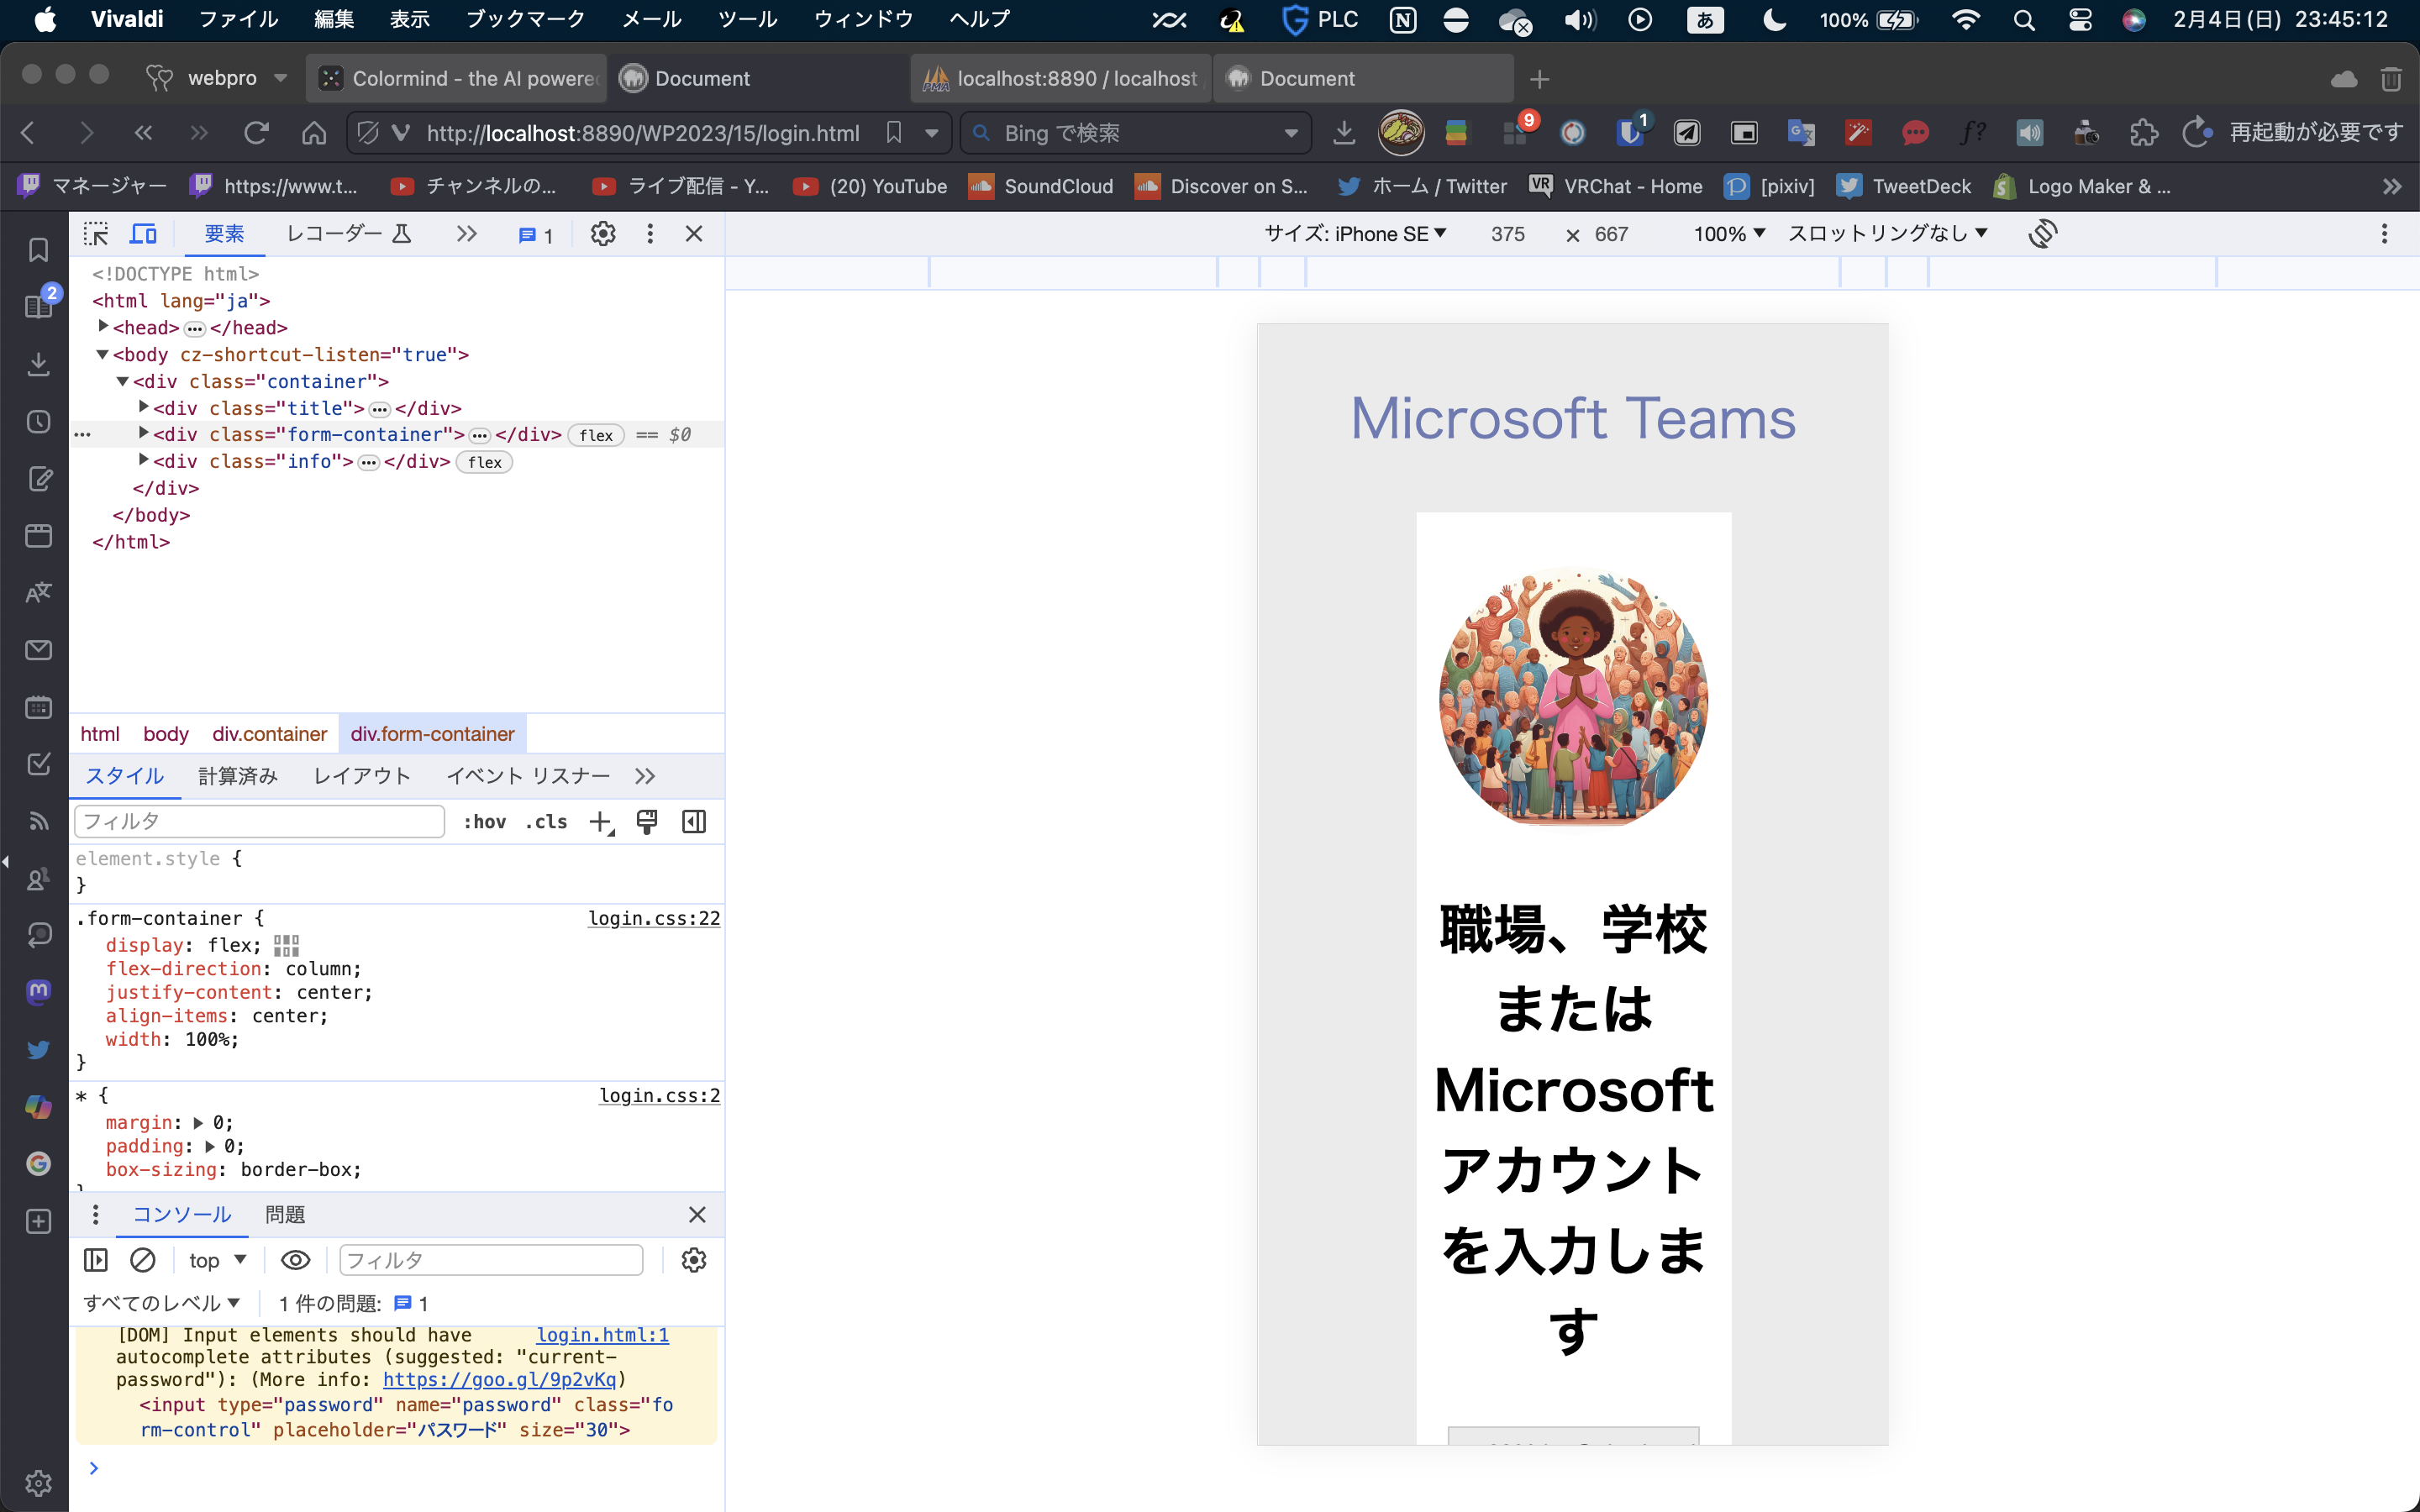 Vivaldi ファイル 編集 表示 ブックマーク メール ツール ウィンドウ ヘルプ PLC あ 100% 2月4日(日) 23:45:12
webpro Colormind - the AI powere Document localhost:8890 / localhost Document
http://localhost:8890/WP2023/15/login.html Bing で検索 9 1 再起動が必要です
マネージャー https://www.t... チャンネルの... ライブ配信 - Y... (20) YouTube SoundCloud Discover on S... ホーム / Twitter VRChat - Home [pixiv] TweetDeck Logo Maker & ...
要素 レコーダー 1 サイズ: iPhone SE 375 × 667 100% スロットリングなし
2
<!DOCTYPE html>
<html lang="ja">
<head> ... </head>
<body cz-shortcut-listen="true">
<div class="container">
<div class="title"> ... </div>
... <div class="form-container"> ... </div> flex == $0
<div class="info"> ... </div> flex
</div>
</body>
</html>
html body div.container div.form-container
スタイル 計算済み レイアウト イベント リスナー
フィルタ :hov .cls
element.style {
}
.form-container { login.css:22
display: flex;
flex-direction: column;
justify-content: center;
align-items: center;
width: 100%;
}
* { login.css:2
margin: 0;
padding: 0;
box-sizing: border-box;
コンソール 問題
top フィルタ
すべてのレベル 1 件の問題: 1
[DOM] Input elements should have login.html:1
autocomplete attributes (suggested: "current-
password"): (More info: https://goo.gl/9p2vKq)
<input type="password" name="password" class="fo
rm-control" placeholder="パスワード" size="30">
Microsoft Teams
職場、学校
または
Microsoft
アカウント
を入力しま
す